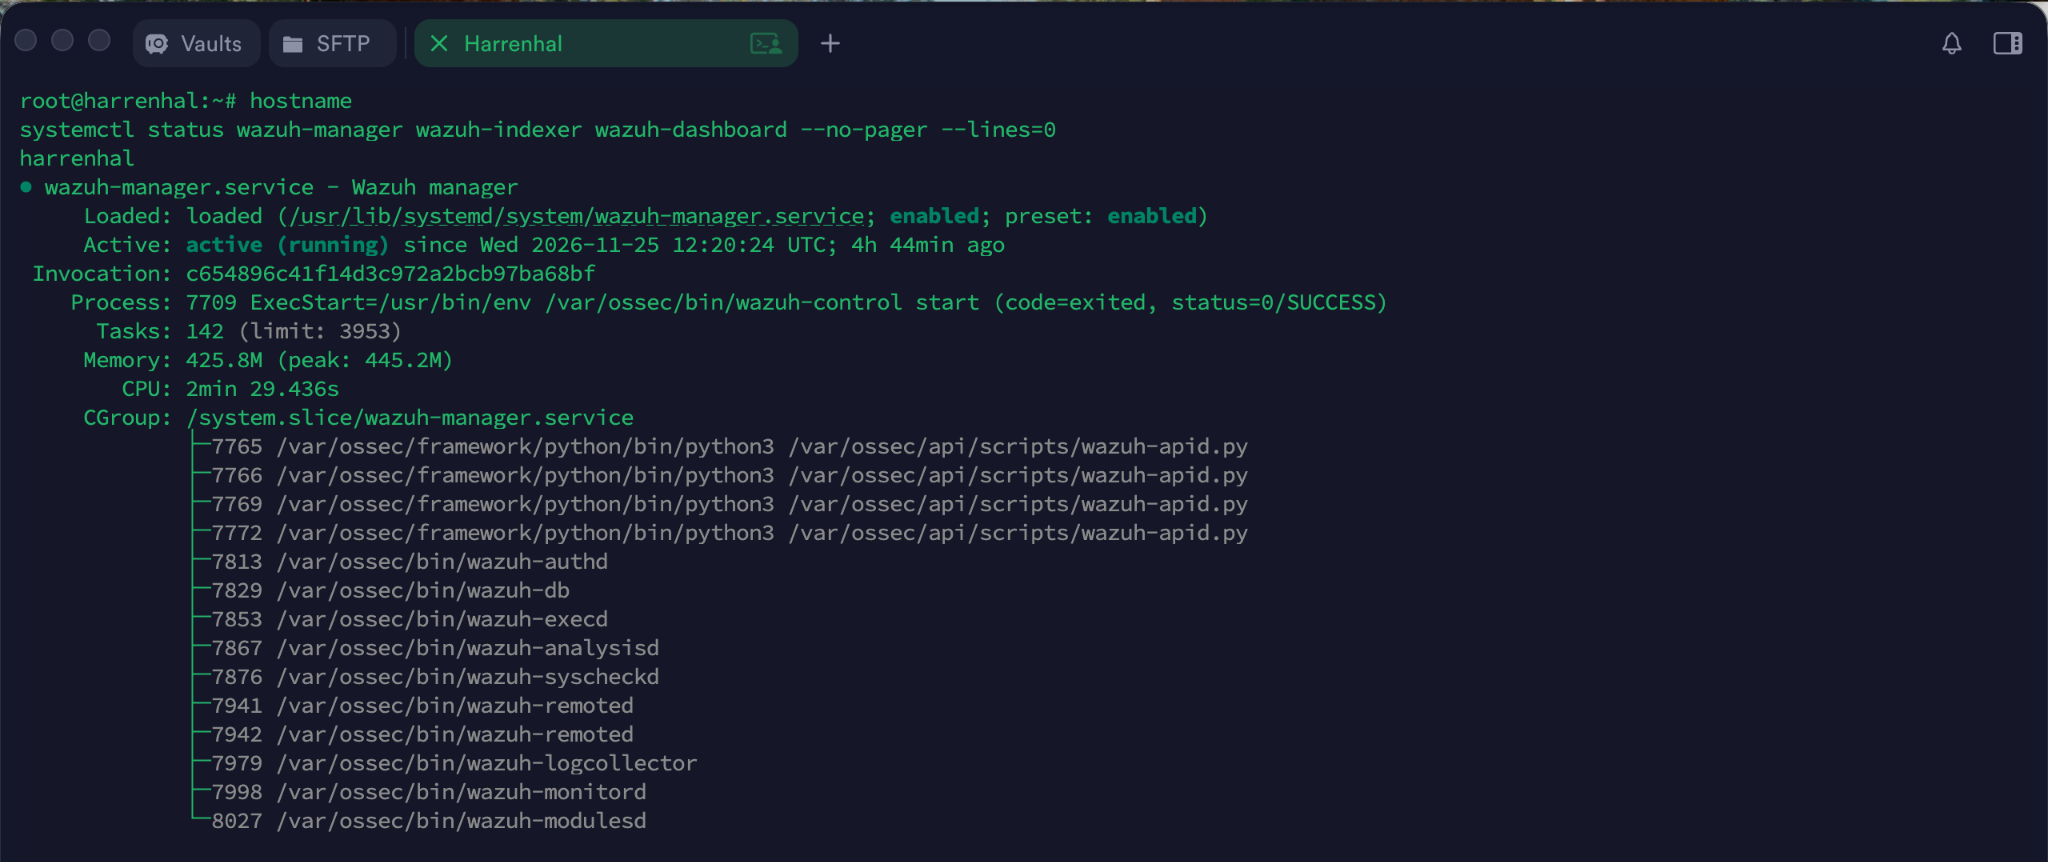 Vaults SFTP Harrenhal
root@harrenhal:~# hostname
systemctl status wazuh-manager wazuh-indexer wazuh-dashboard --no-pager --lines=0
harrenhal
● wazuh-manager.service - Wazuh manager
     Loaded: loaded (/usr/lib/systemd/system/wazuh-manager.service; enabled; preset: enabled)
     Active: active (running) since Wed 2026-11-25 12:20:24 UTC; 4h 44min ago
 Invocation: c654896c41f14d3c972a2bcb97ba68bf
    Process: 7709 ExecStart=/usr/bin/env /var/ossec/bin/wazuh-control start (code=exited, status=0/SUCCESS)
      Tasks: 142 (limit: 3953)
     Memory: 425.8M (peak: 445.2M)
        CPU: 2min 29.436s
     CGroup: /system.slice/wazuh-manager.service
             ├─7765 /var/ossec/framework/python/bin/python3 /var/ossec/api/scripts/wazuh-apid.py
             ├─7766 /var/ossec/framework/python/bin/python3 /var/ossec/api/scripts/wazuh-apid.py
             ├─7769 /var/ossec/framework/python/bin/python3 /var/ossec/api/scripts/wazuh-apid.py
             ├─7772 /var/ossec/framework/python/bin/python3 /var/ossec/api/scripts/wazuh-apid.py
             ├─7813 /var/ossec/bin/wazuh-authd
             ├─7829 /var/ossec/bin/wazuh-db
             ├─7853 /var/ossec/bin/wazuh-execd
             ├─7867 /var/ossec/bin/wazuh-analysisd
             ├─7876 /var/ossec/bin/wazuh-syscheckd
             ├─7941 /var/ossec/bin/wazuh-remoted
             ├─7942 /var/ossec/bin/wazuh-remoted
             ├─7979 /var/ossec/bin/wazuh-logcollector
             ├─7998 /var/ossec/bin/wazuh-monitord
             └─8027 /var/ossec/bin/wazuh-modulesd